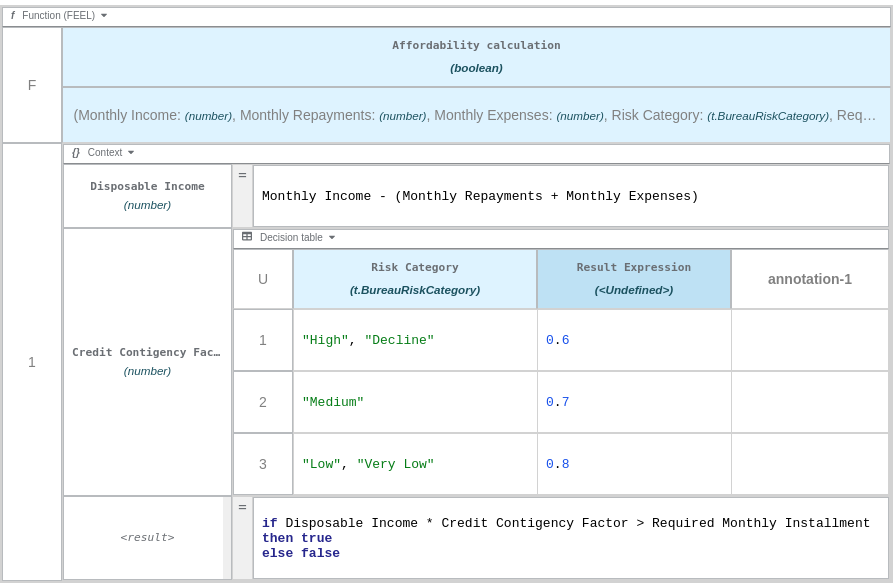 f Function (FEEL)
F
Affordability calculation
(boolean)
(Monthly Income: (number), Monthly Repayments: (number), Monthly Expenses: (number), Risk Category: (t.BureauRiskCategory), Req…
1
{} Context
Disposable Income
(number)
=
Monthly Income - (Monthly Repayments + Monthly Expenses)
Credit Contigency Fac…
(number)
Decision table
U
Risk Category
(t.BureauRiskCategory)
Result Expression
(<Undefined>)
annotation-1
1
"High", "Decline"
0.6
2
"Medium"
0.7
3
"Low", "Very Low"
0.8
<result>
=
if Disposable Income * Credit Contigency Factor > Required Monthly Installment
then true
else false